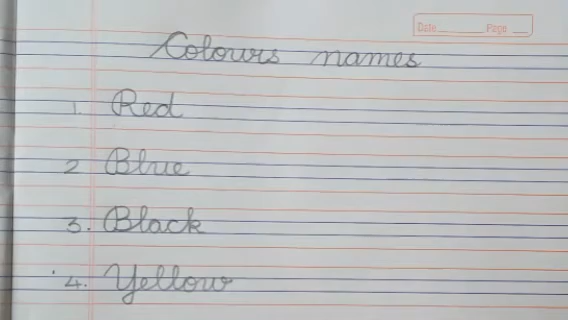 Date Page
Colours names
1. Red
2 Blue
3. Black
4. Yellow